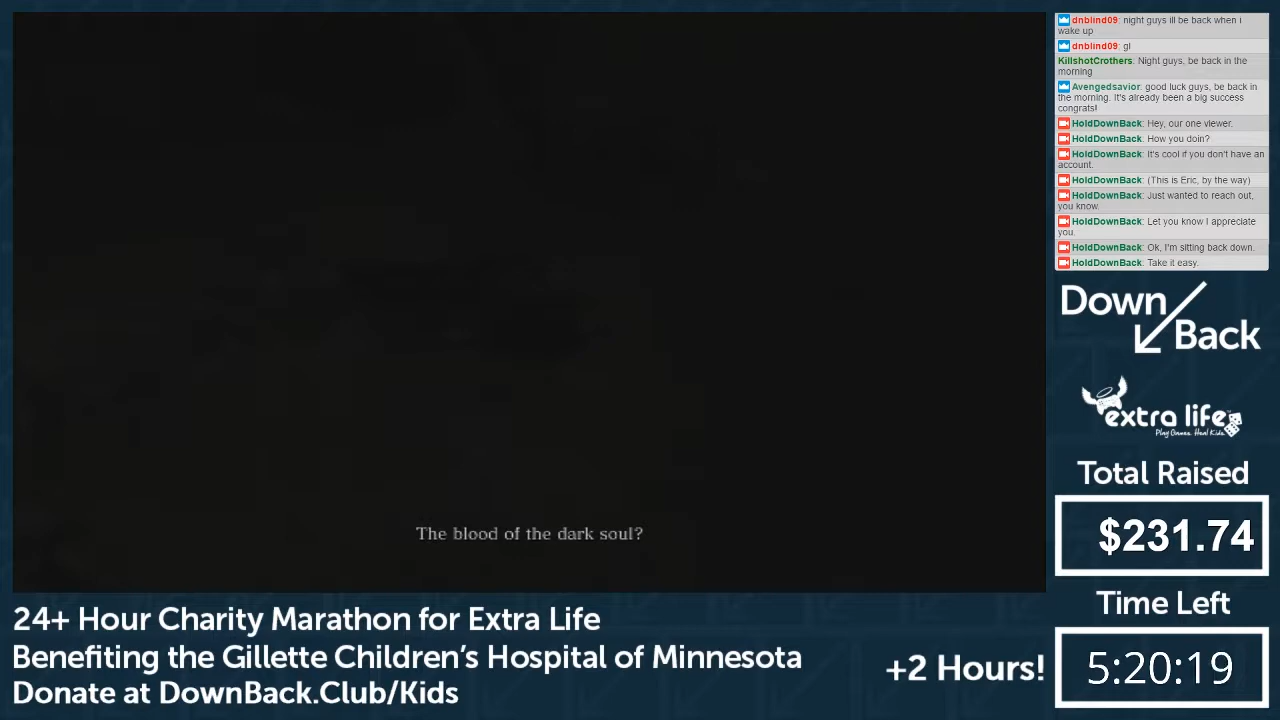 dnblind09: night guys ill be back when i
wake up
dnblind09: gl
KillshotCrothers: Night guys, be back in the
morning
Avengedsavior: good luck guys, be back in
the morning. It's already been a big success
congrats!
HoldDownBack: Hey, our one viewer.
HoldDownBack: How you doin?
HoldDownBack: It's cool if you don't have an
account.
HoldDownBack: (This is Eric, by the way)
HoldDownBack: Just wanted to reach out,
you know.
HoldDownBack: Let you know I appreciate
you.
HoldDownBack: Ok, I'm sitting back down.
HoldDownBack: Take it easy.
Down
Back
extra life
Play Games. Heal Kids.
Total Raised
$231.74
Time Left
5:20:19
The blood of the dark soul?
24+ Hour Charity Marathon for Extra Life
Benefiting the Gillette Children's Hospital of Minnesota
Donate at DownBack.Club/Kids
+2 Hours!